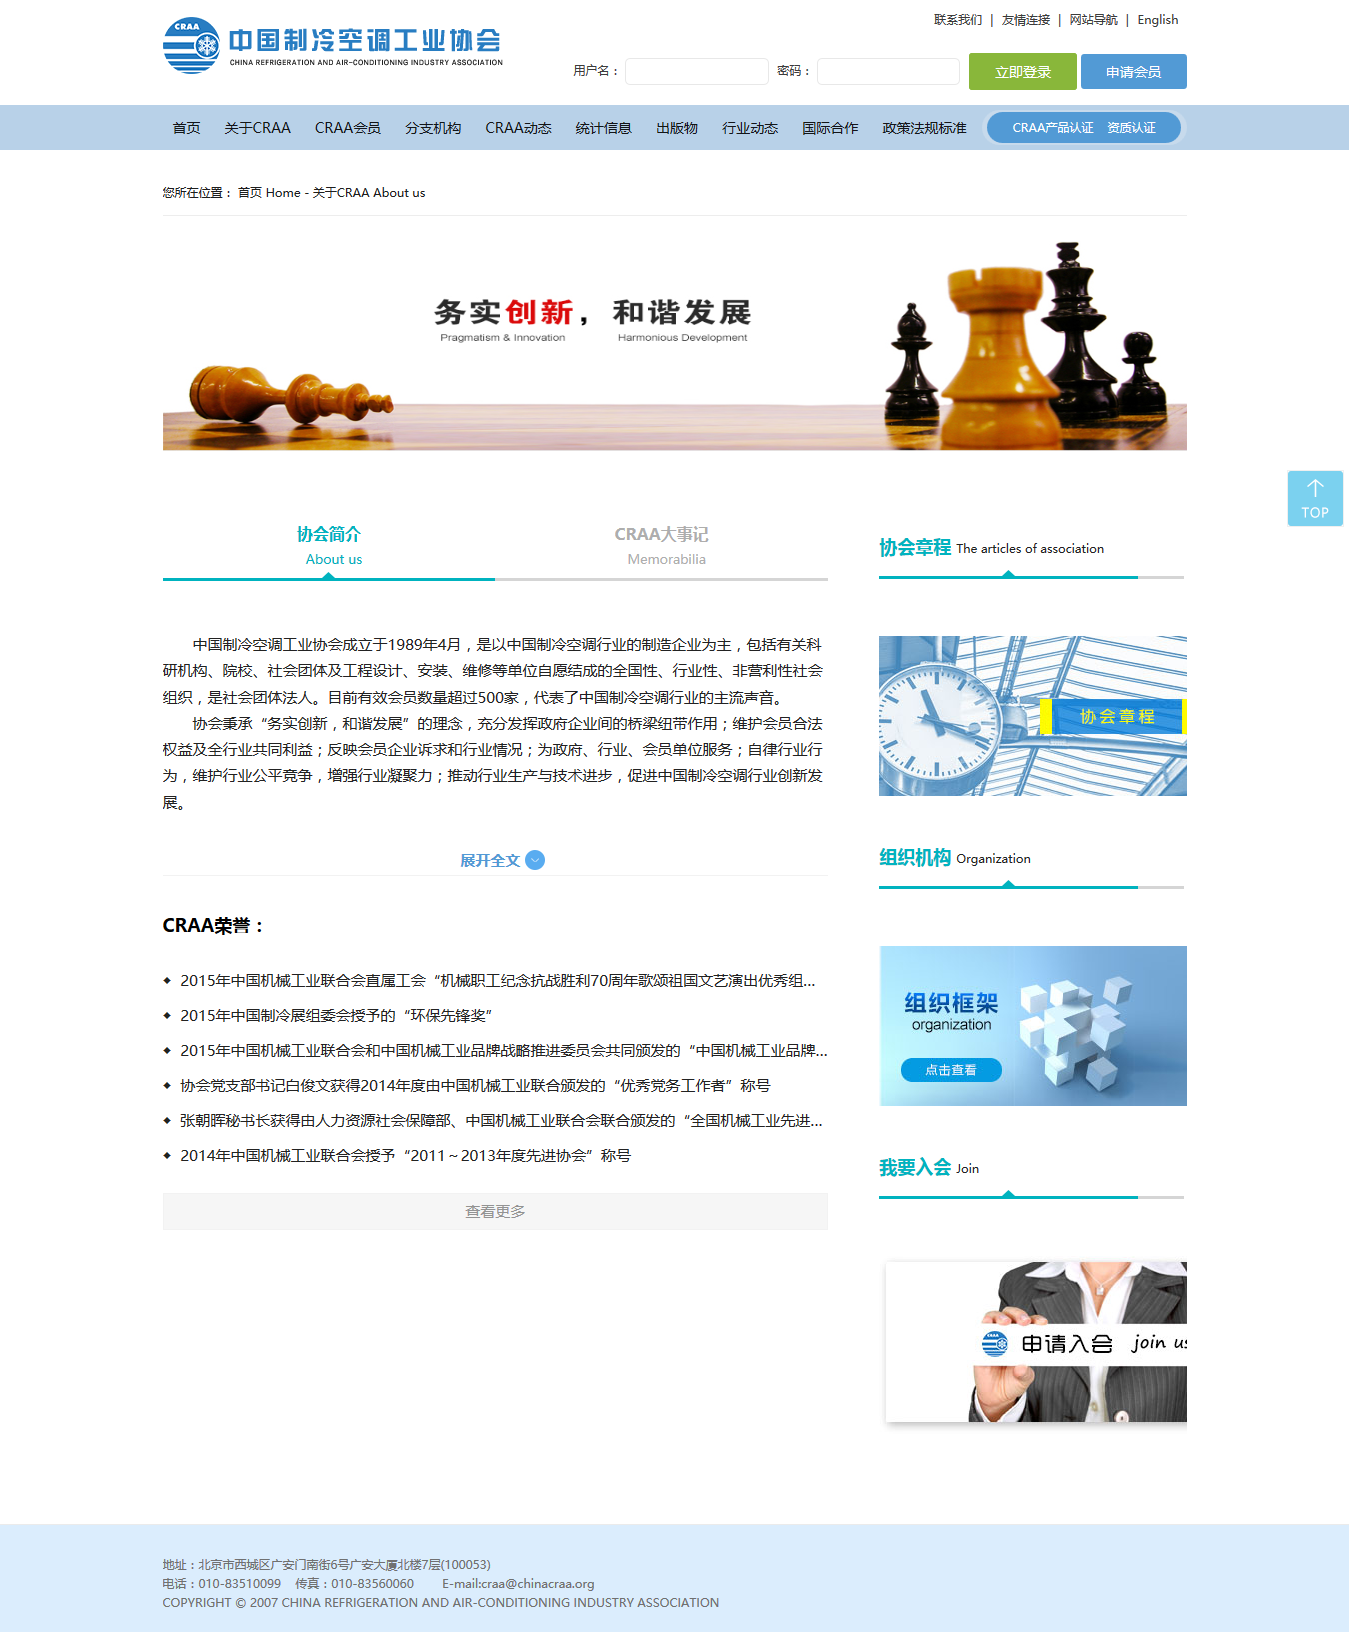 联系我们 | 友情连接 | 网站导航 | English
CRAA
中国制冷空调工业协会
CHINA REFRIGERATION AND AIR-CONDITIONING INDUSTRY ASSOCIATION
用户名： 密码： 立即登录 申请会员
首页 关于CRAA CRAA会员 分支机构 CRAA动态 统计信息 出版物 行业动态 国际合作 政策法规标准 CRAA产品认证 资质认证
您所在位置： 首页 Home - 关于CRAA About us
务实创新，和谐发展
Pragmatism & Innovation Harmonious Development
TOP
协会简介
About us
CRAA大事记
Memorabilia
中国制冷空调工业协会成立于1989年4月，是以中国制冷空调行业的制造企业为主，包括有关科
研机构、院校、社会团体及工程设计、安装、维修等单位自愿结成的全国性、行业性、非营利性社会
组织，是社会团体法人。目前有效会员数量超过500家，代表了中国制冷空调行业的主流声音。
协会秉承“务实创新，和谐发展”的理念，充分发挥政府企业间的桥梁纽带作用；维护会员合法
权益及全行业共同利益；反映会员企业诉求和行业情况；为政府、行业、会员单位服务；自律行业行
为，维护行业公平竞争，增强行业凝聚力；推动行业生产与技术进步，促进中国制冷空调行业创新发
展。
展开全文
CRAA荣誉：
2015年中国机械工业联合会直属工会“机械职工纪念抗战胜利70周年歌颂祖国文艺演出优秀组...
2015年中国制冷展组委会授予的“环保先锋奖”
2015年中国机械工业联合会和中国机械工业品牌战略推进委员会共同颁发的“中国机械工业品牌...
协会党支部书记白俊文获得2014年度由中国机械工业联合颁发的“优秀党务工作者”称号
张朝晖秘书长获得由人力资源社会保障部、中国机械工业联合会联合颁发的“全国机械工业先进...
2014年中国机械工业联合会授予“2011～2013年度先进协会”称号
查看更多
协会章程 The articles of association
协会章程
组织机构 Organization
组织框架
organization
点击查看
我要入会 Join
CRAA
申请入会 join us
地址：北京市西城区广安门南街6号广安大厦北楼7层(100053)
电话：010-83510099 传真：010-83560060 E-mail:craa@chinacraa.org
COPYRIGHT © 2007 CHINA REFRIGERATION AND AIR-CONDITIONING INDUSTRY ASSOCIATION